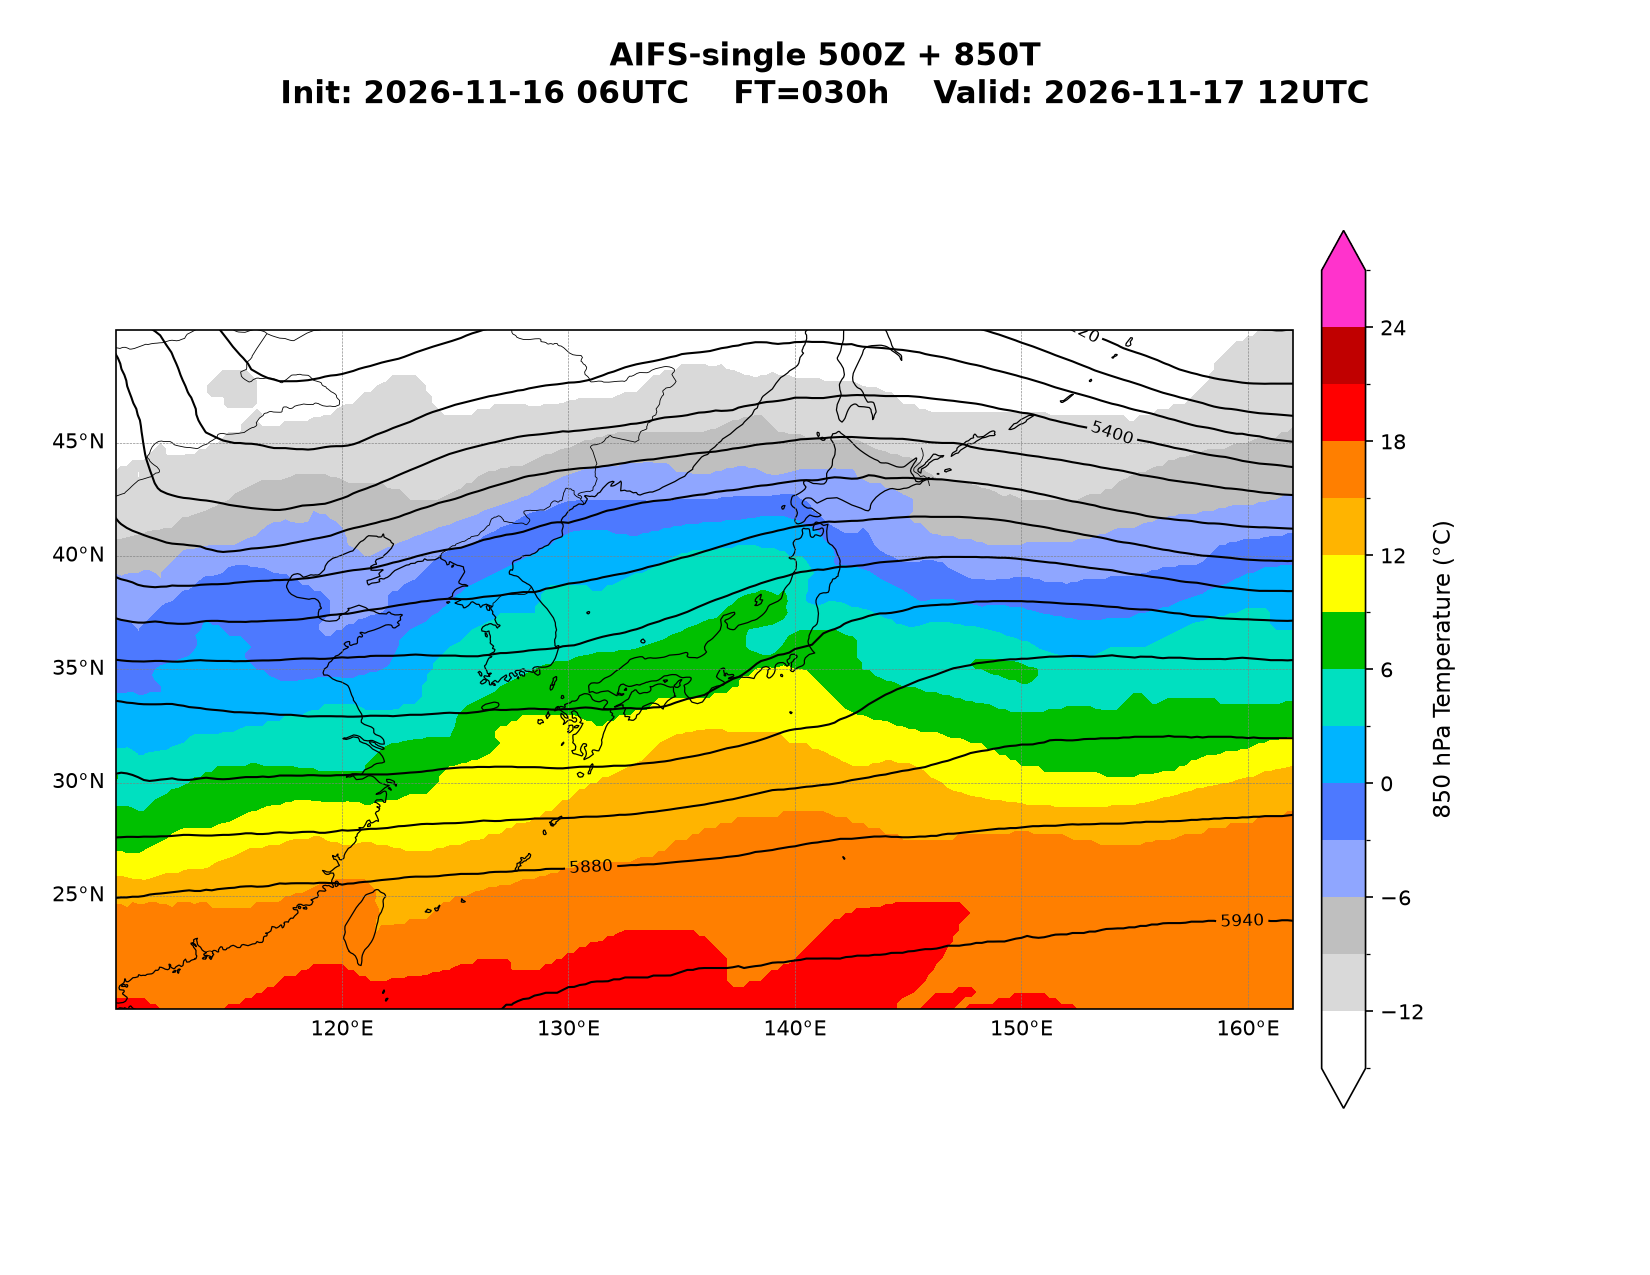 AIFS-single 500Z + 850T
Init: 2026-11-16 06UTC    FT=030h    Valid: 2026-11-17 12UTC
20
5400
5880
5940
45°N
40°N
35°N
30°N
25°N
120°E
130°E
140°E
150°E
160°E
24
18
12
6
0
−6
−12
850 hPa Temperature (°C)